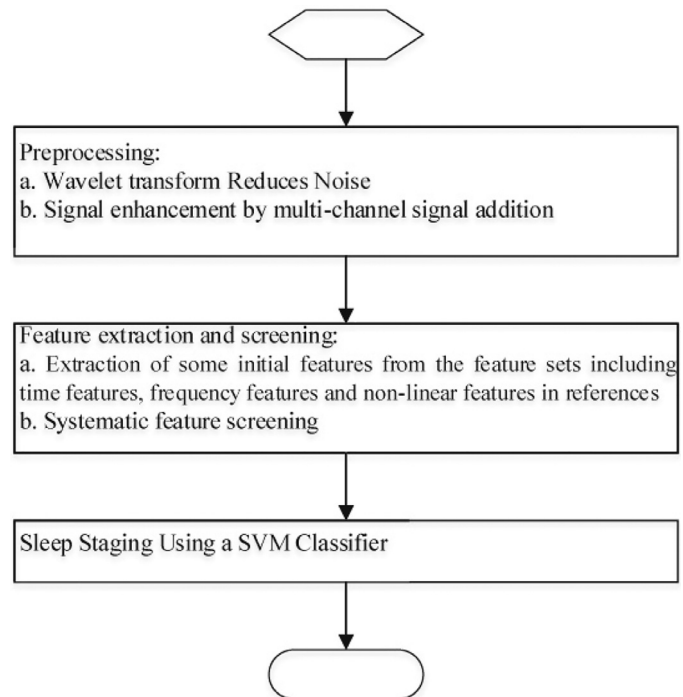 Preprocessing:
a. Wavelet transform Reduces Noise
b. Signal enhancement by multi-channel signal addition
Feature extraction and screening:
a. Extraction of some initial features from the feature sets including
time features, frequency features and non-linear features in references
b. Systematic feature screening
Sleep Staging Using a SVM Classifier